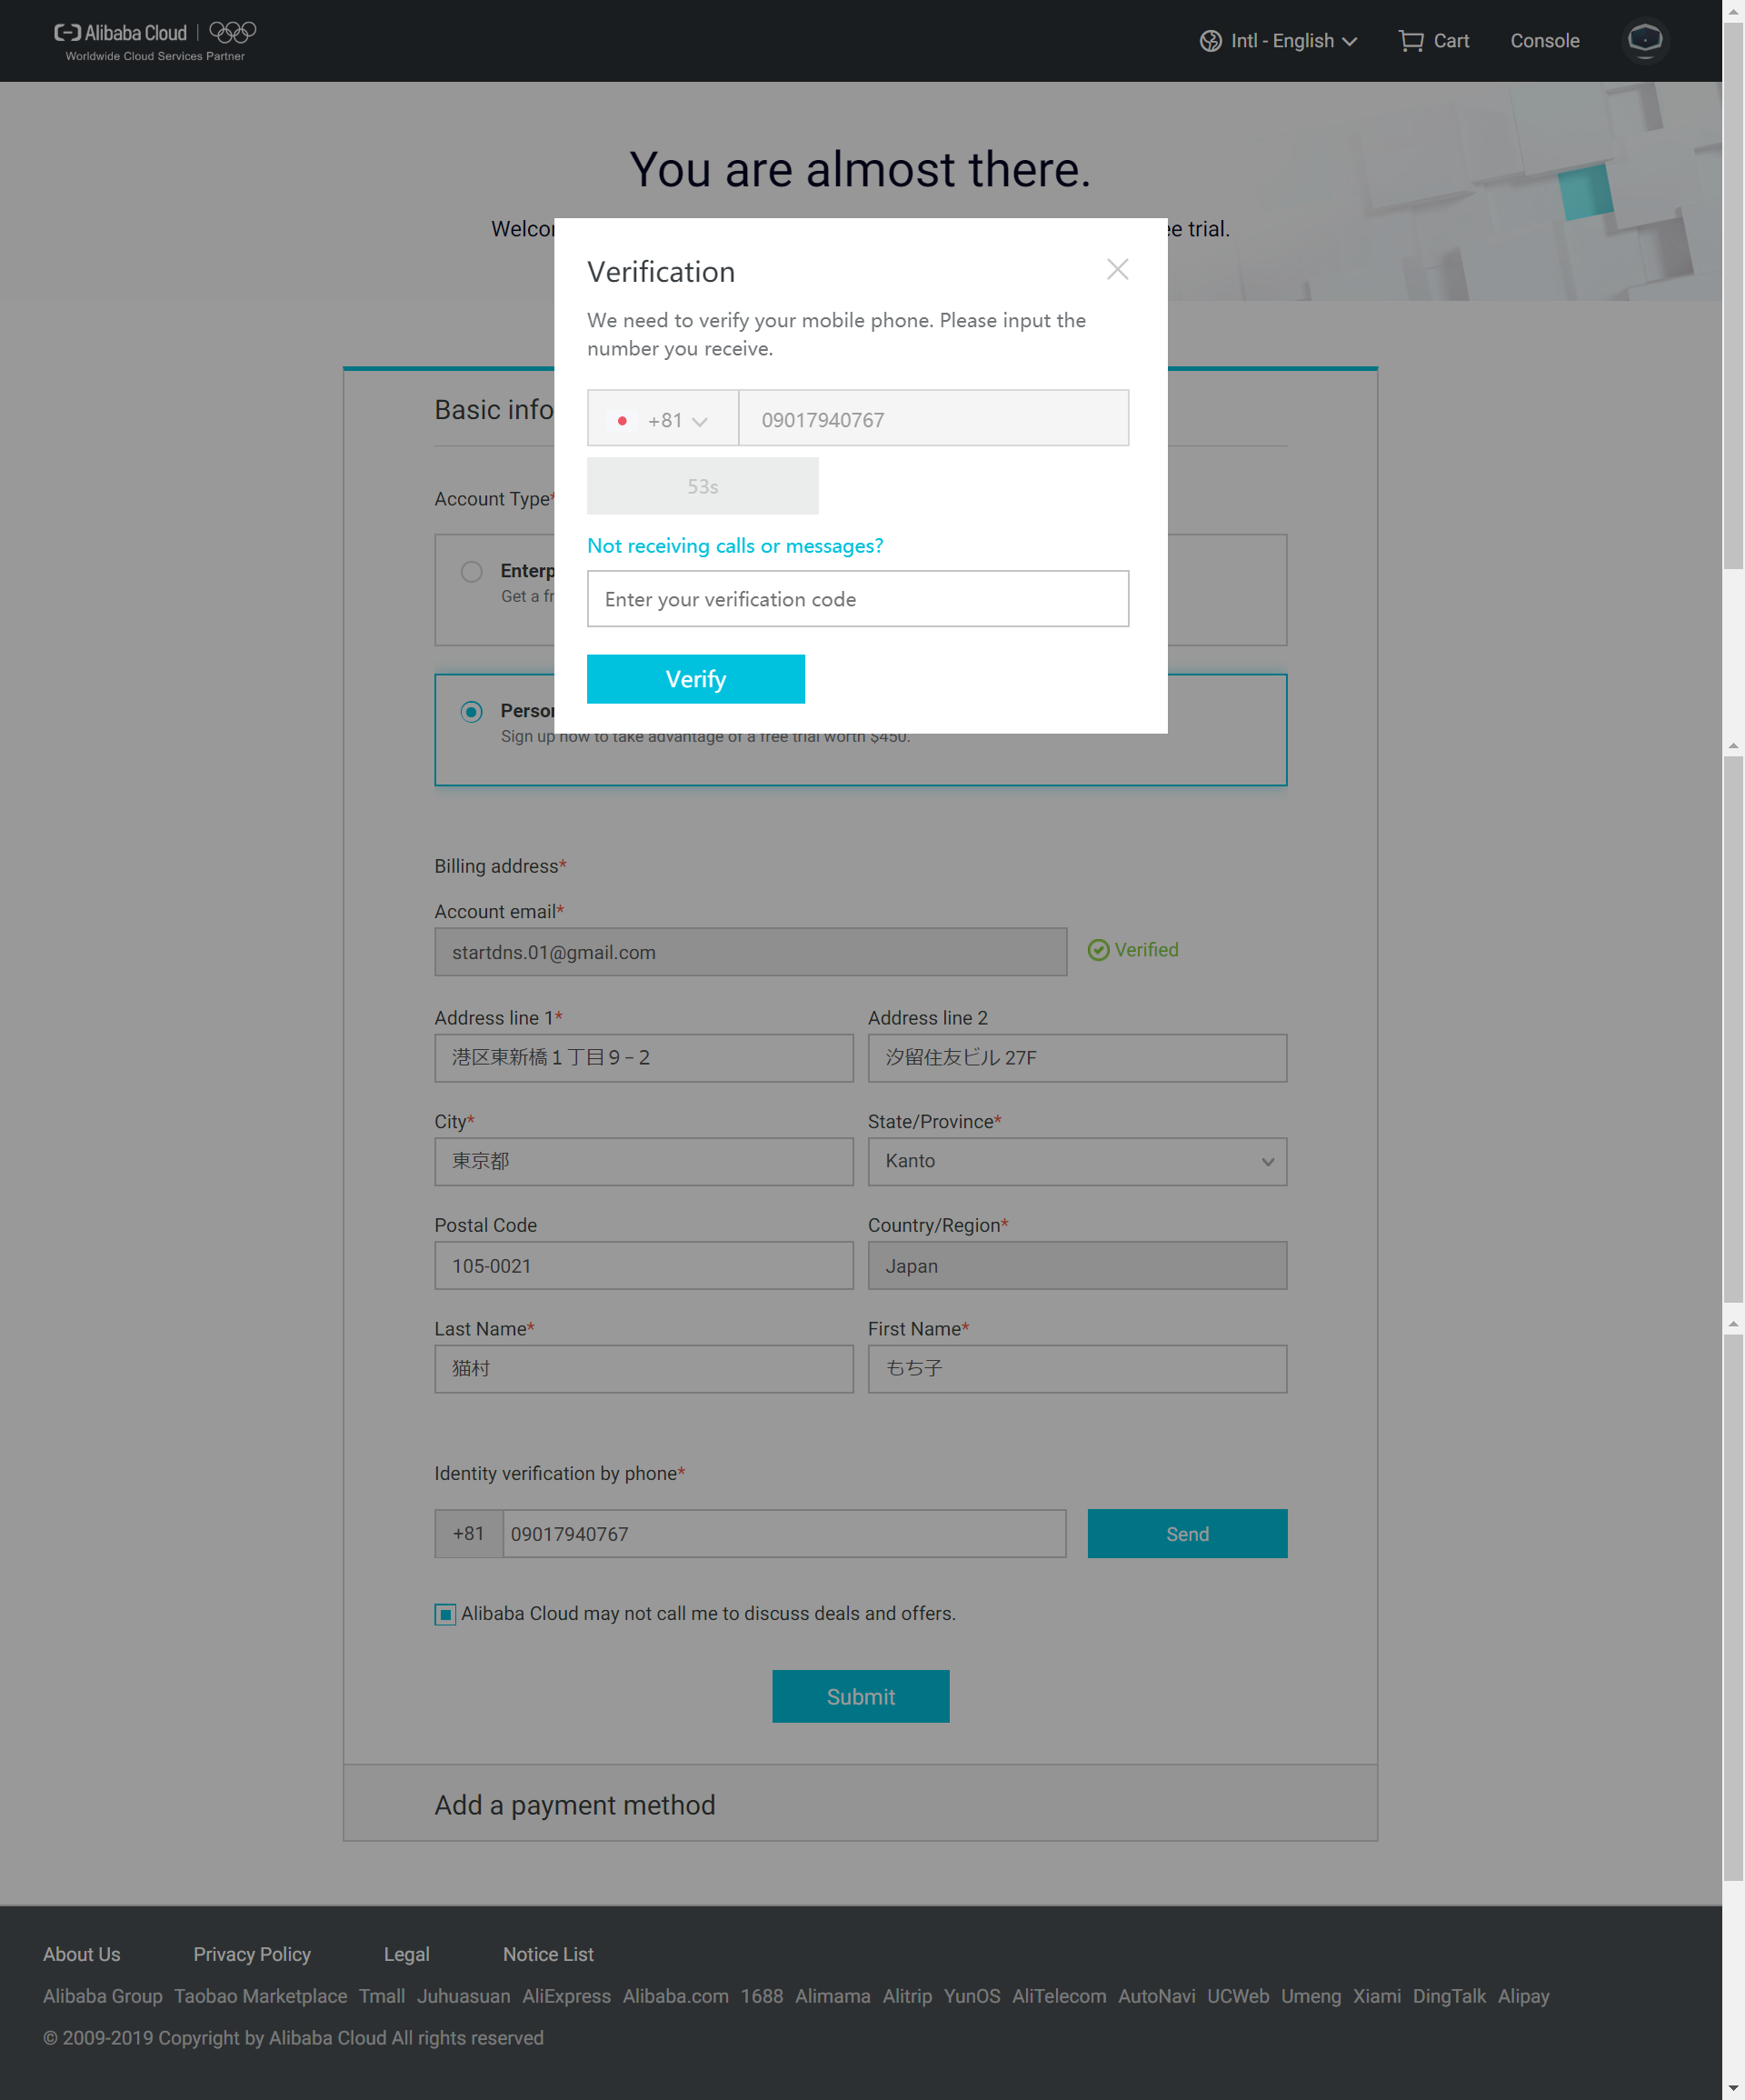 Alibaba Cloud
Worldwide Cloud Services Partner
Intl - English
Cart
Console
You are almost there.
ee trial.
Verification
We need to verify your mobile phone. Please input the
number you receive.
+81
09017940767
53s
Not receiving calls or messages?
Enter your verification code
Verify
Basic info
Account Type*
Get a fr
Sign up now to take advantage of a free trial worth $450.
Billing address*
Account email*
startdns.01@gmail.com
Verified
Address line 1*
Address line 2
港区東新橋１丁目９−２
汐留住友ビル 27F
City*
State/Province*
東京都
Kanto
Postal Code
Country/Region*
105-0021
Japan
Last Name*
First Name*
猫村
もち子
Identity verification by phone*
+81
09017940767
Send
Alibaba Cloud may not call me to discuss deals and offers.
Submit
Add a payment method
About Us
Privacy Policy
Legal
Notice List
Alibaba Group Taobao Marketplace Tmall Juhuasuan AliExpress Alibaba.com 1688 Alimama Alitrip YunOS AliTelecom AutoNavi UCWeb Umeng Xiami DingTalk Alipay
© 2009-2019 Copyright by Alibaba Cloud All rights reserved